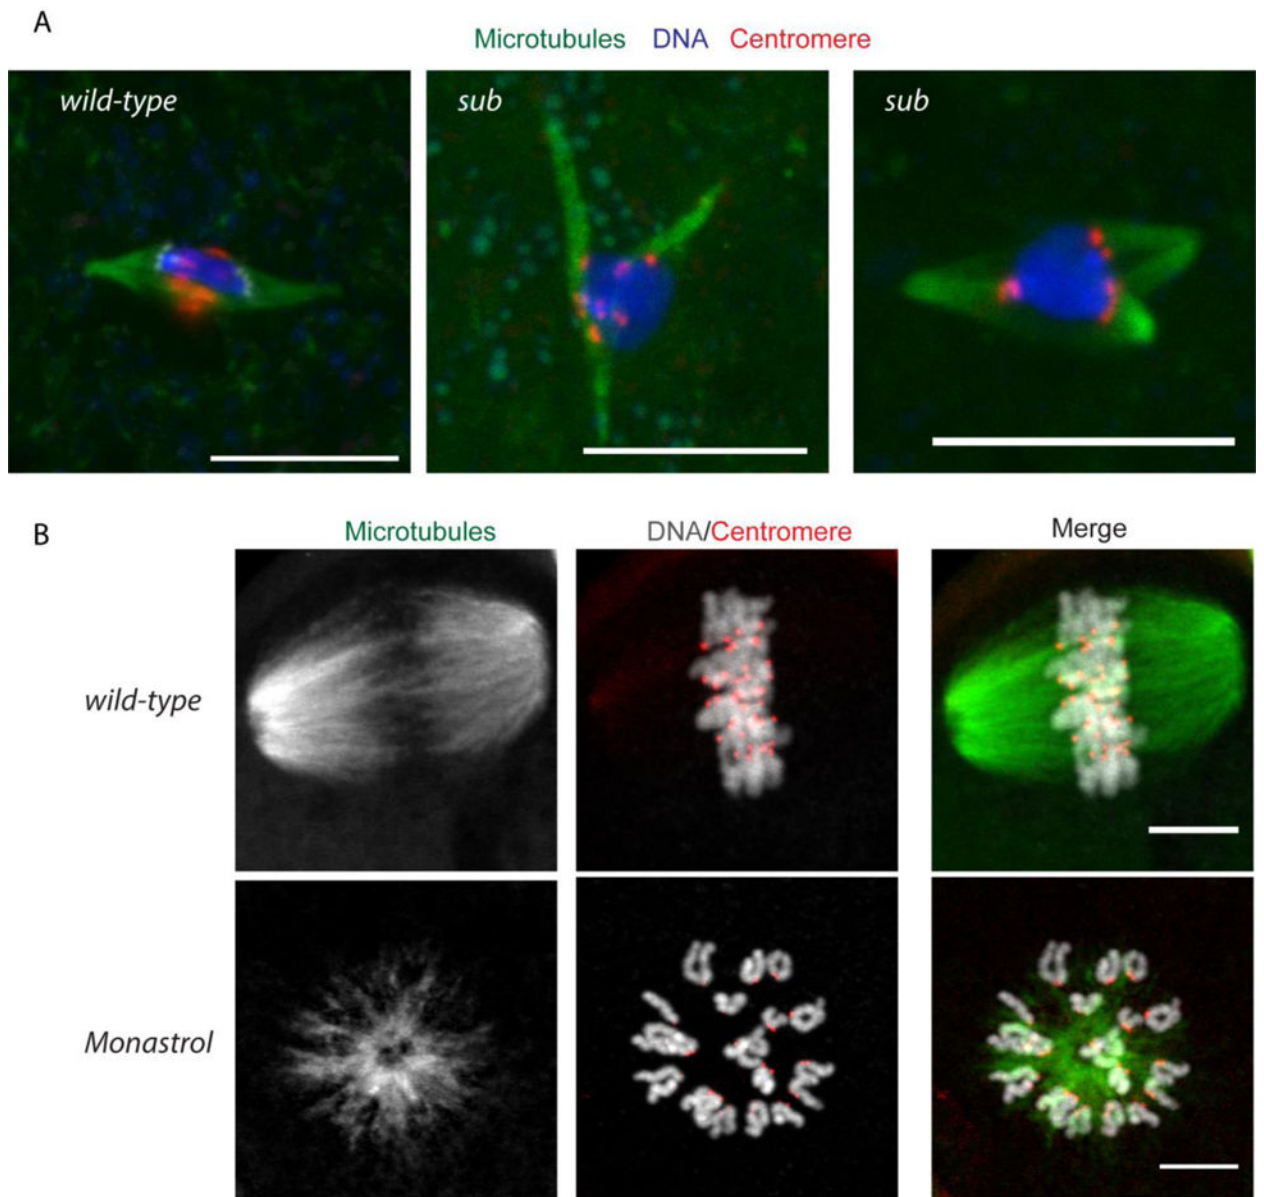 A
Microtubules DNA Centromere
wild-type sub sub
B
Microtubules DNA/Centromere Merge
wild-type
Monastrol